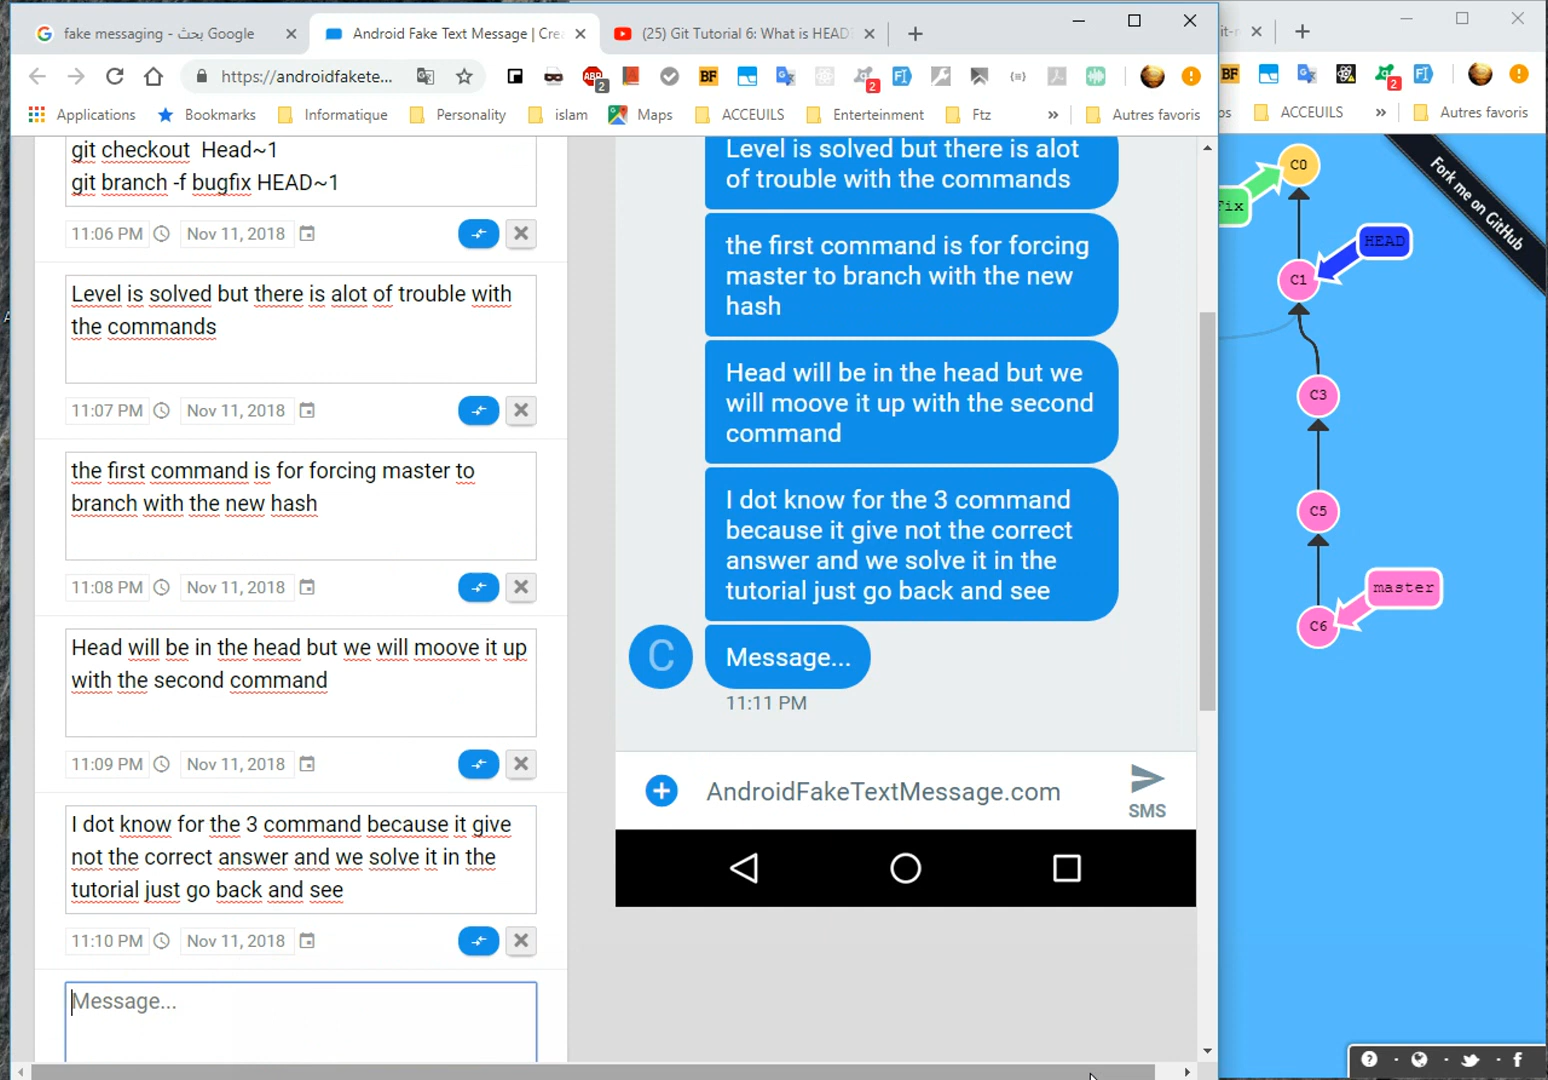 fake messaging - بحث Google
Android Fake Text Message | Crea
(25) Git Tutorial 6: What is HEAD
https://androidfakete...
ABP
2
BF
2
BF
2
Applications
Bookmarks
Informatique
Personality
islam
Maps
ACCEUILS
Enterteinment
Ftz
»
Autres favoris
ACCEUILS
»
Autres favoris
git checkout Head~1
git branch -f bugfix HEAD~1
11:06 PM
Nov 11, 2018
Level is solved but there is alot of trouble with
the commands
11:07 PM
Nov 11, 2018
the first command is for forcing master to
branch with the new hash
11:08 PM
Nov 11, 2018
Head will be in the head but we will moove it up
with the second command
11:09 PM
Nov 11, 2018
I dot know for the 3 command because it give
not the correct answer and we solve it in the
tutorial just go back and see
11:10 PM
Nov 11, 2018
Message...
Level is solved but there is alot
of trouble with the commands
the first command is for forcing
master to branch with the new
hash
Head will be in the head but we
will moove it up with the second
command
I dot know for the 3 command
because it give not the correct
answer and we solve it in the
tutorial just go back and see
C
Message...
11:11 PM
AndroidFakeTextMessage.com
SMS
C0
Fix
HEAD
C1
C3
C5
master
C6
Fork me on GitHub